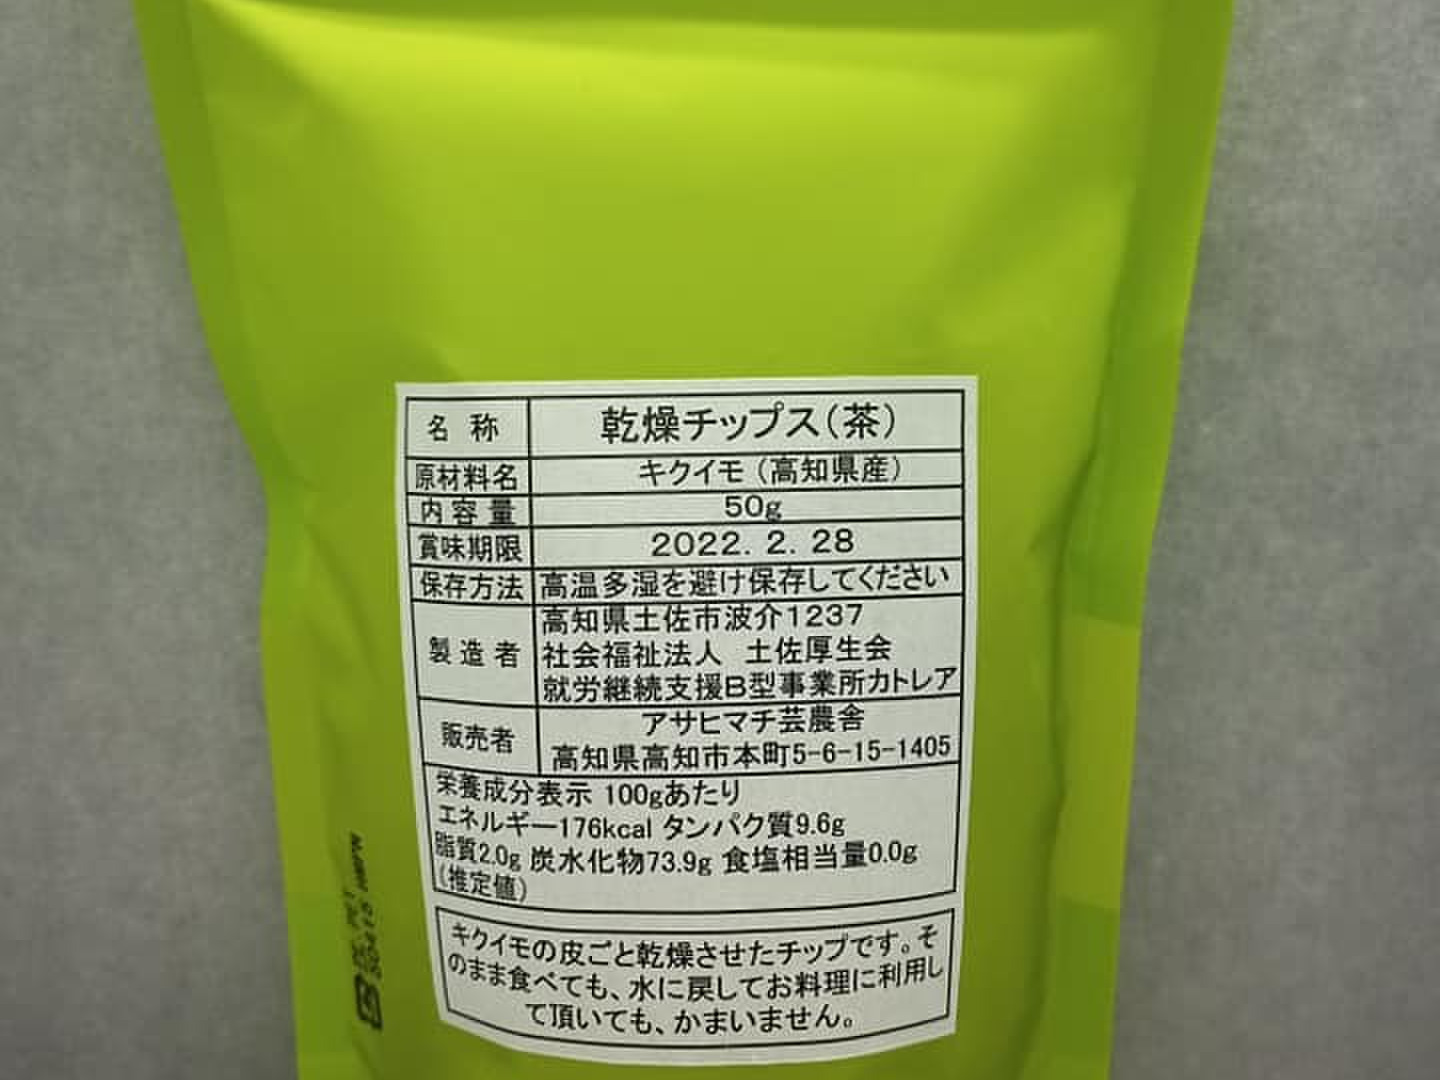 名称 乾燥チップス(茶)
原材料名 キクイモ(高知県産)
内容量 50g
賞味期限 2022.2.28
保存方法 高温多湿を避け保存してください
製造者 高知県土佐市波介1237
社会福祉法人 土佐厚生会
就労継続支援B型事業所カトレア
販売者 アサヒマチ芸農舎
高知県高知市本町5-6-15-1405
栄養成分表示 100gあたり
エネルギー176kcal タンパク質9.6g
脂質2.0g 炭水化物73.9g 食塩相当量0.0g
(推定値)
キクイモの皮ごと乾燥させたチップです。そ
のまま食べても、水に戻してお料理に利用し
て頂いても、かまいません。